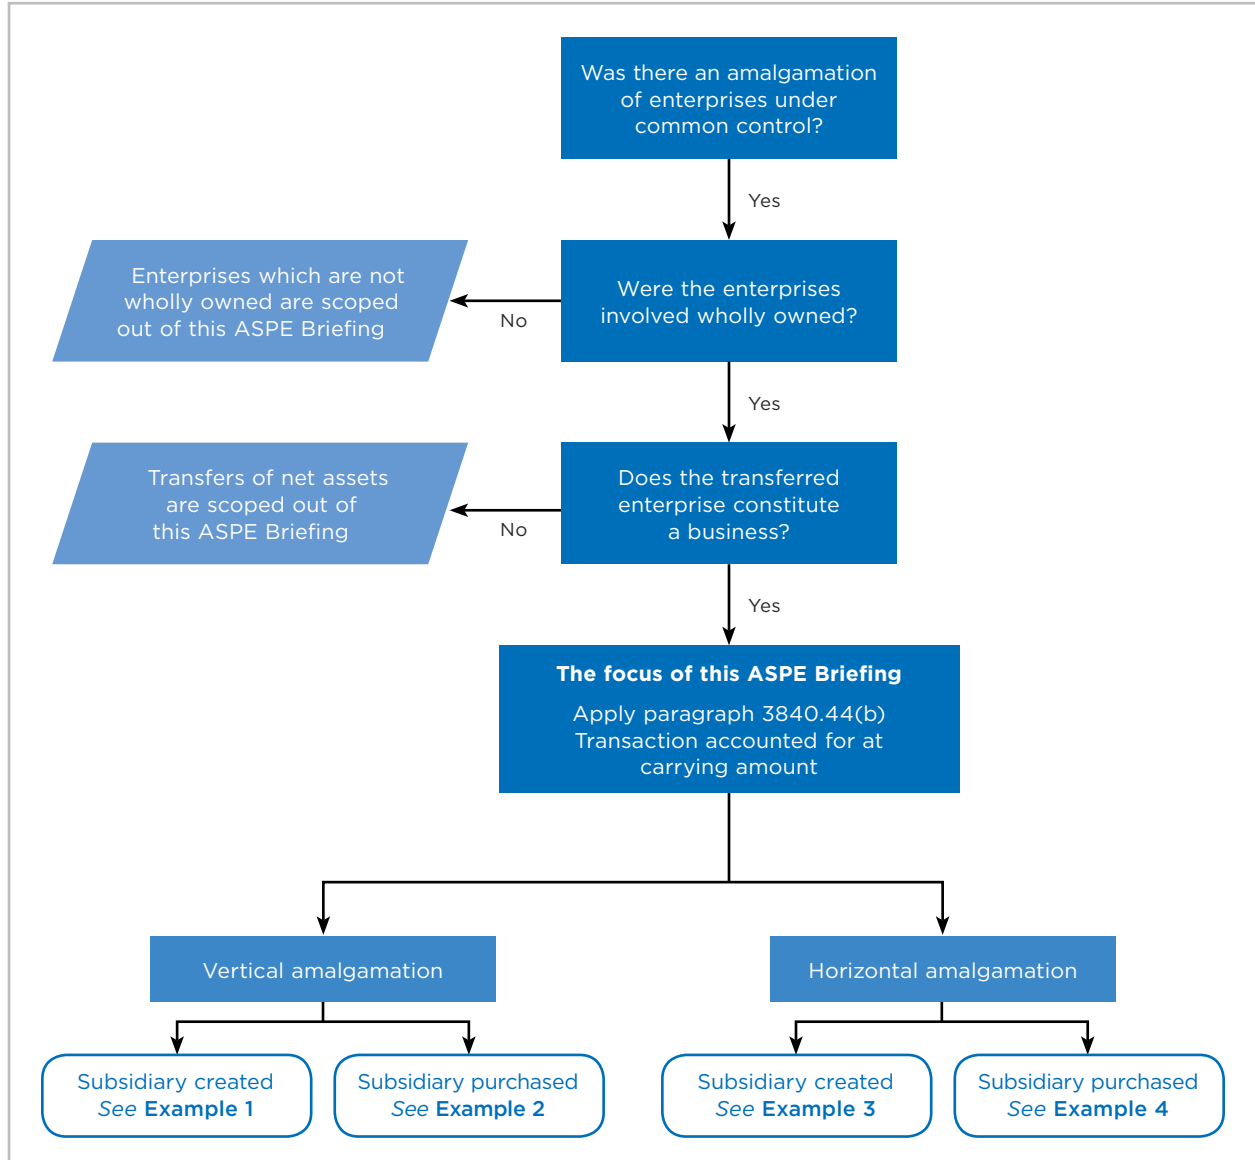 Was there an amalgamation
of enterprises under
common control?
Yes
Enterprises which are not
wholly owned are scoped
out of this ASPE Briefing
No
Were the enterprises
involved wholly owned?
Yes
Transfers of net assets
are scoped out of
this ASPE Briefing
No
Does the transferred
enterprise constitute
a business?
Yes
The focus of this ASPE Briefing
Apply paragraph 3840.44(b)
Transaction accounted for at
carrying amount
Vertical amalgamation
Horizontal amalgamation
Subsidiary created
See Example 1
Subsidiary purchased
See Example 2
Subsidiary created
See Example 3
Subsidiary purchased
See Example 4